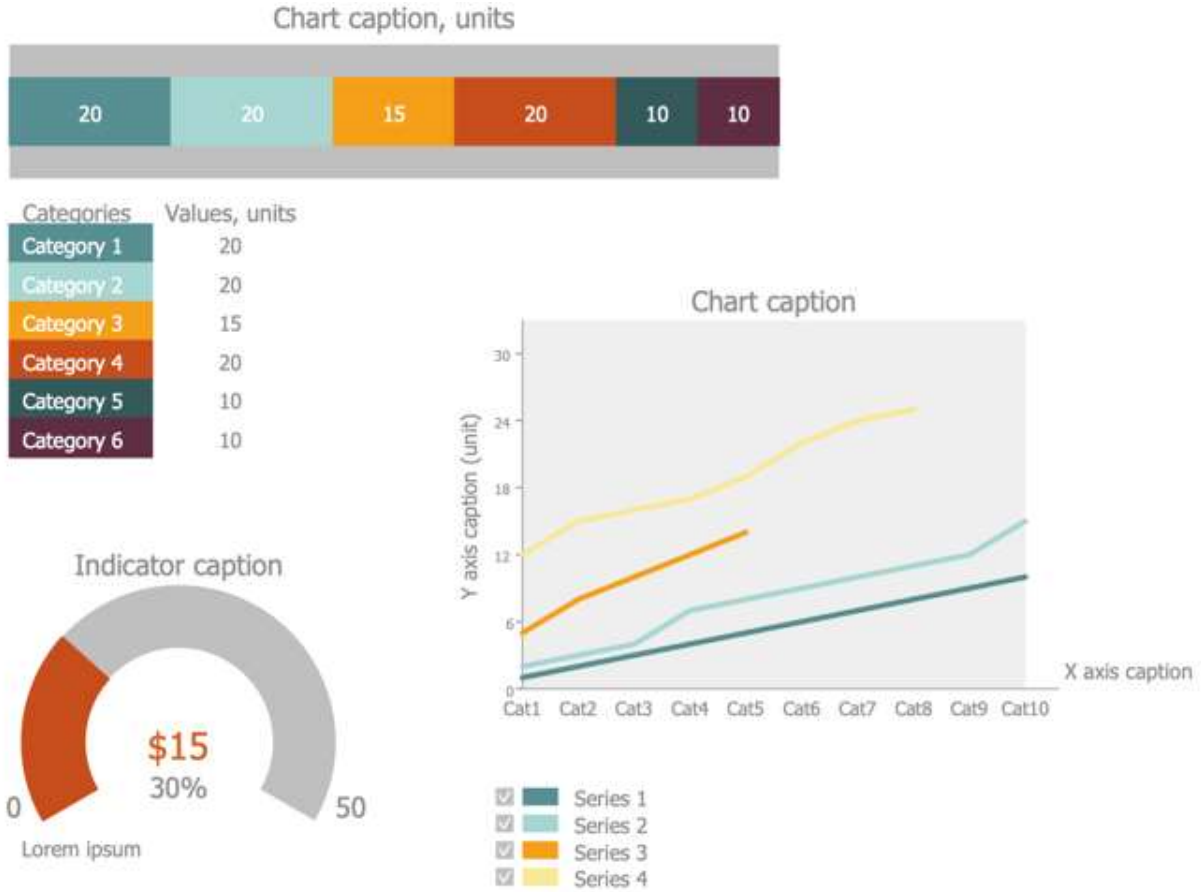 Chart caption, units
20 20 15 20 10 10
Categories Values, units
Category 1 20
Category 2 20
Category 3 15
Category 4 20
Category 5 10
Category 6 10
Chart caption
Y axis caption (unit)
30
24
18
12
6
0
Cat1 Cat2 Cat3 Cat4 Cat5 Cat6 Cat7 Cat8 Cat9 Cat10
X axis caption
Indicator caption
$15
30%
0 50
Lorem ipsum
Series 1
Series 2
Series 3
Series 4